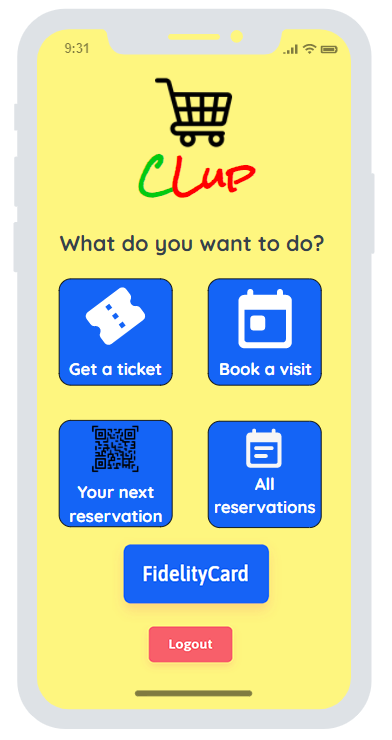 9:31
CLup
What do you want to do?
Get a ticket
Book a visit
Your next
reservation
All
reservations
FidelityCard
Logout